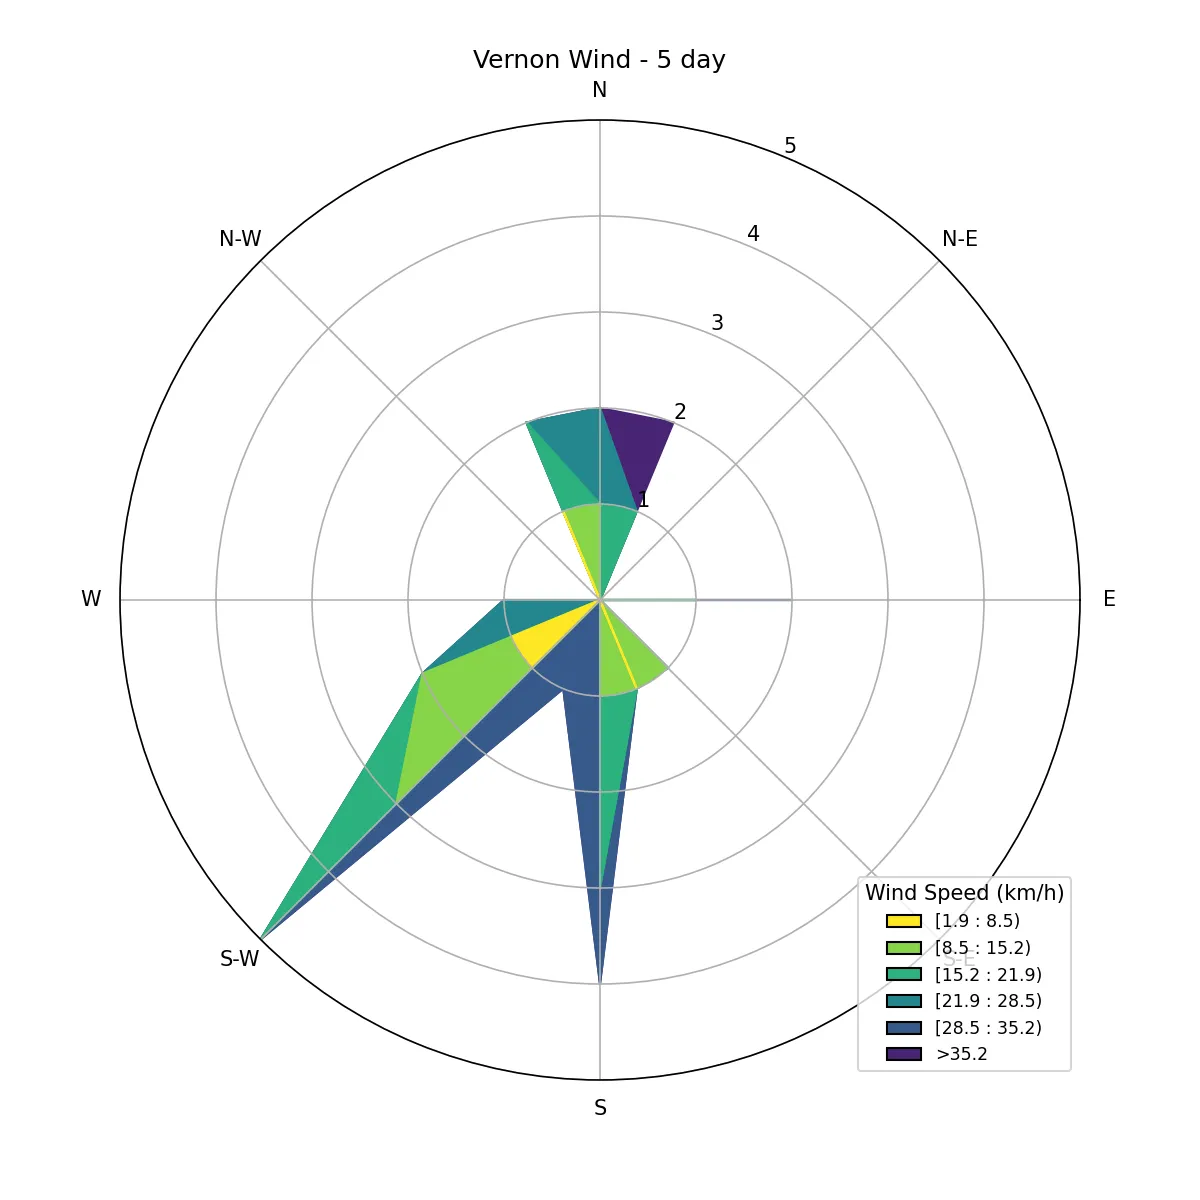 Vernon Wind - 5 day
N
5
N-W
N-E
4
3
2
1
W
E
S-W
S-E
S
Wind Speed (km/h)
[1.9 : 8.5)
[8.5 : 15.2)
[15.2 : 21.9)
[21.9 : 28.5)
[28.5 : 35.2)
>35.2